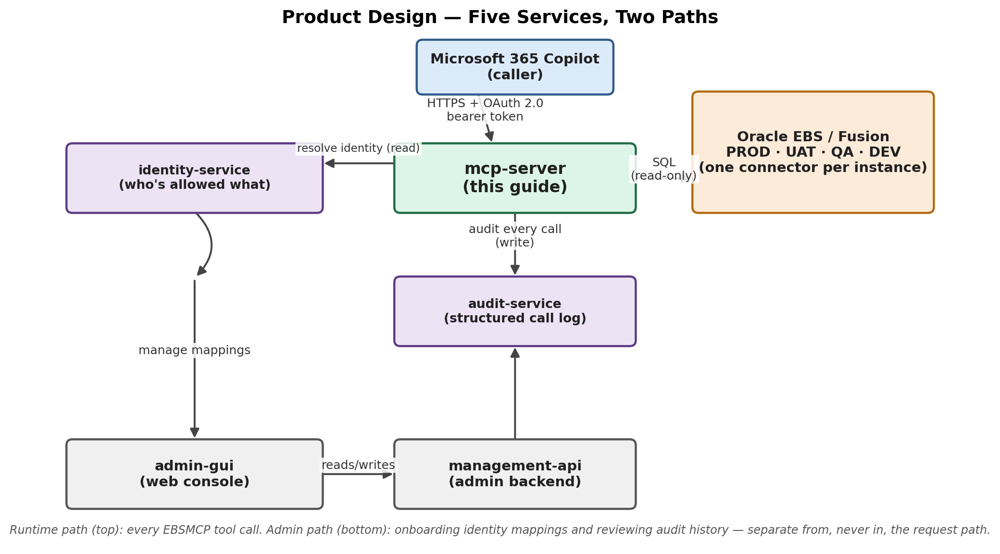 Product Design — Five Services, Two Paths
Microsoft 365 Copilot
(caller)
HTTPS + OAuth 2.0
bearer token
resolve identity (read)
identity-service
(who's allowed what)
mcp-server
(this guide)
SQL
(read-only)
Oracle EBS / Fusion
PROD · UAT · QA · DEV
(one connector per instance)
audit every call
(write)
audit-service
(structured call log)
manage mappings
admin-gui
(web console)
reads/writes
management-api
(admin backend)
Runtime path (top): every EBSMCP tool call. Admin path (bottom): onboarding identity mappings and reviewing audit history — separate from, never in, the request path.